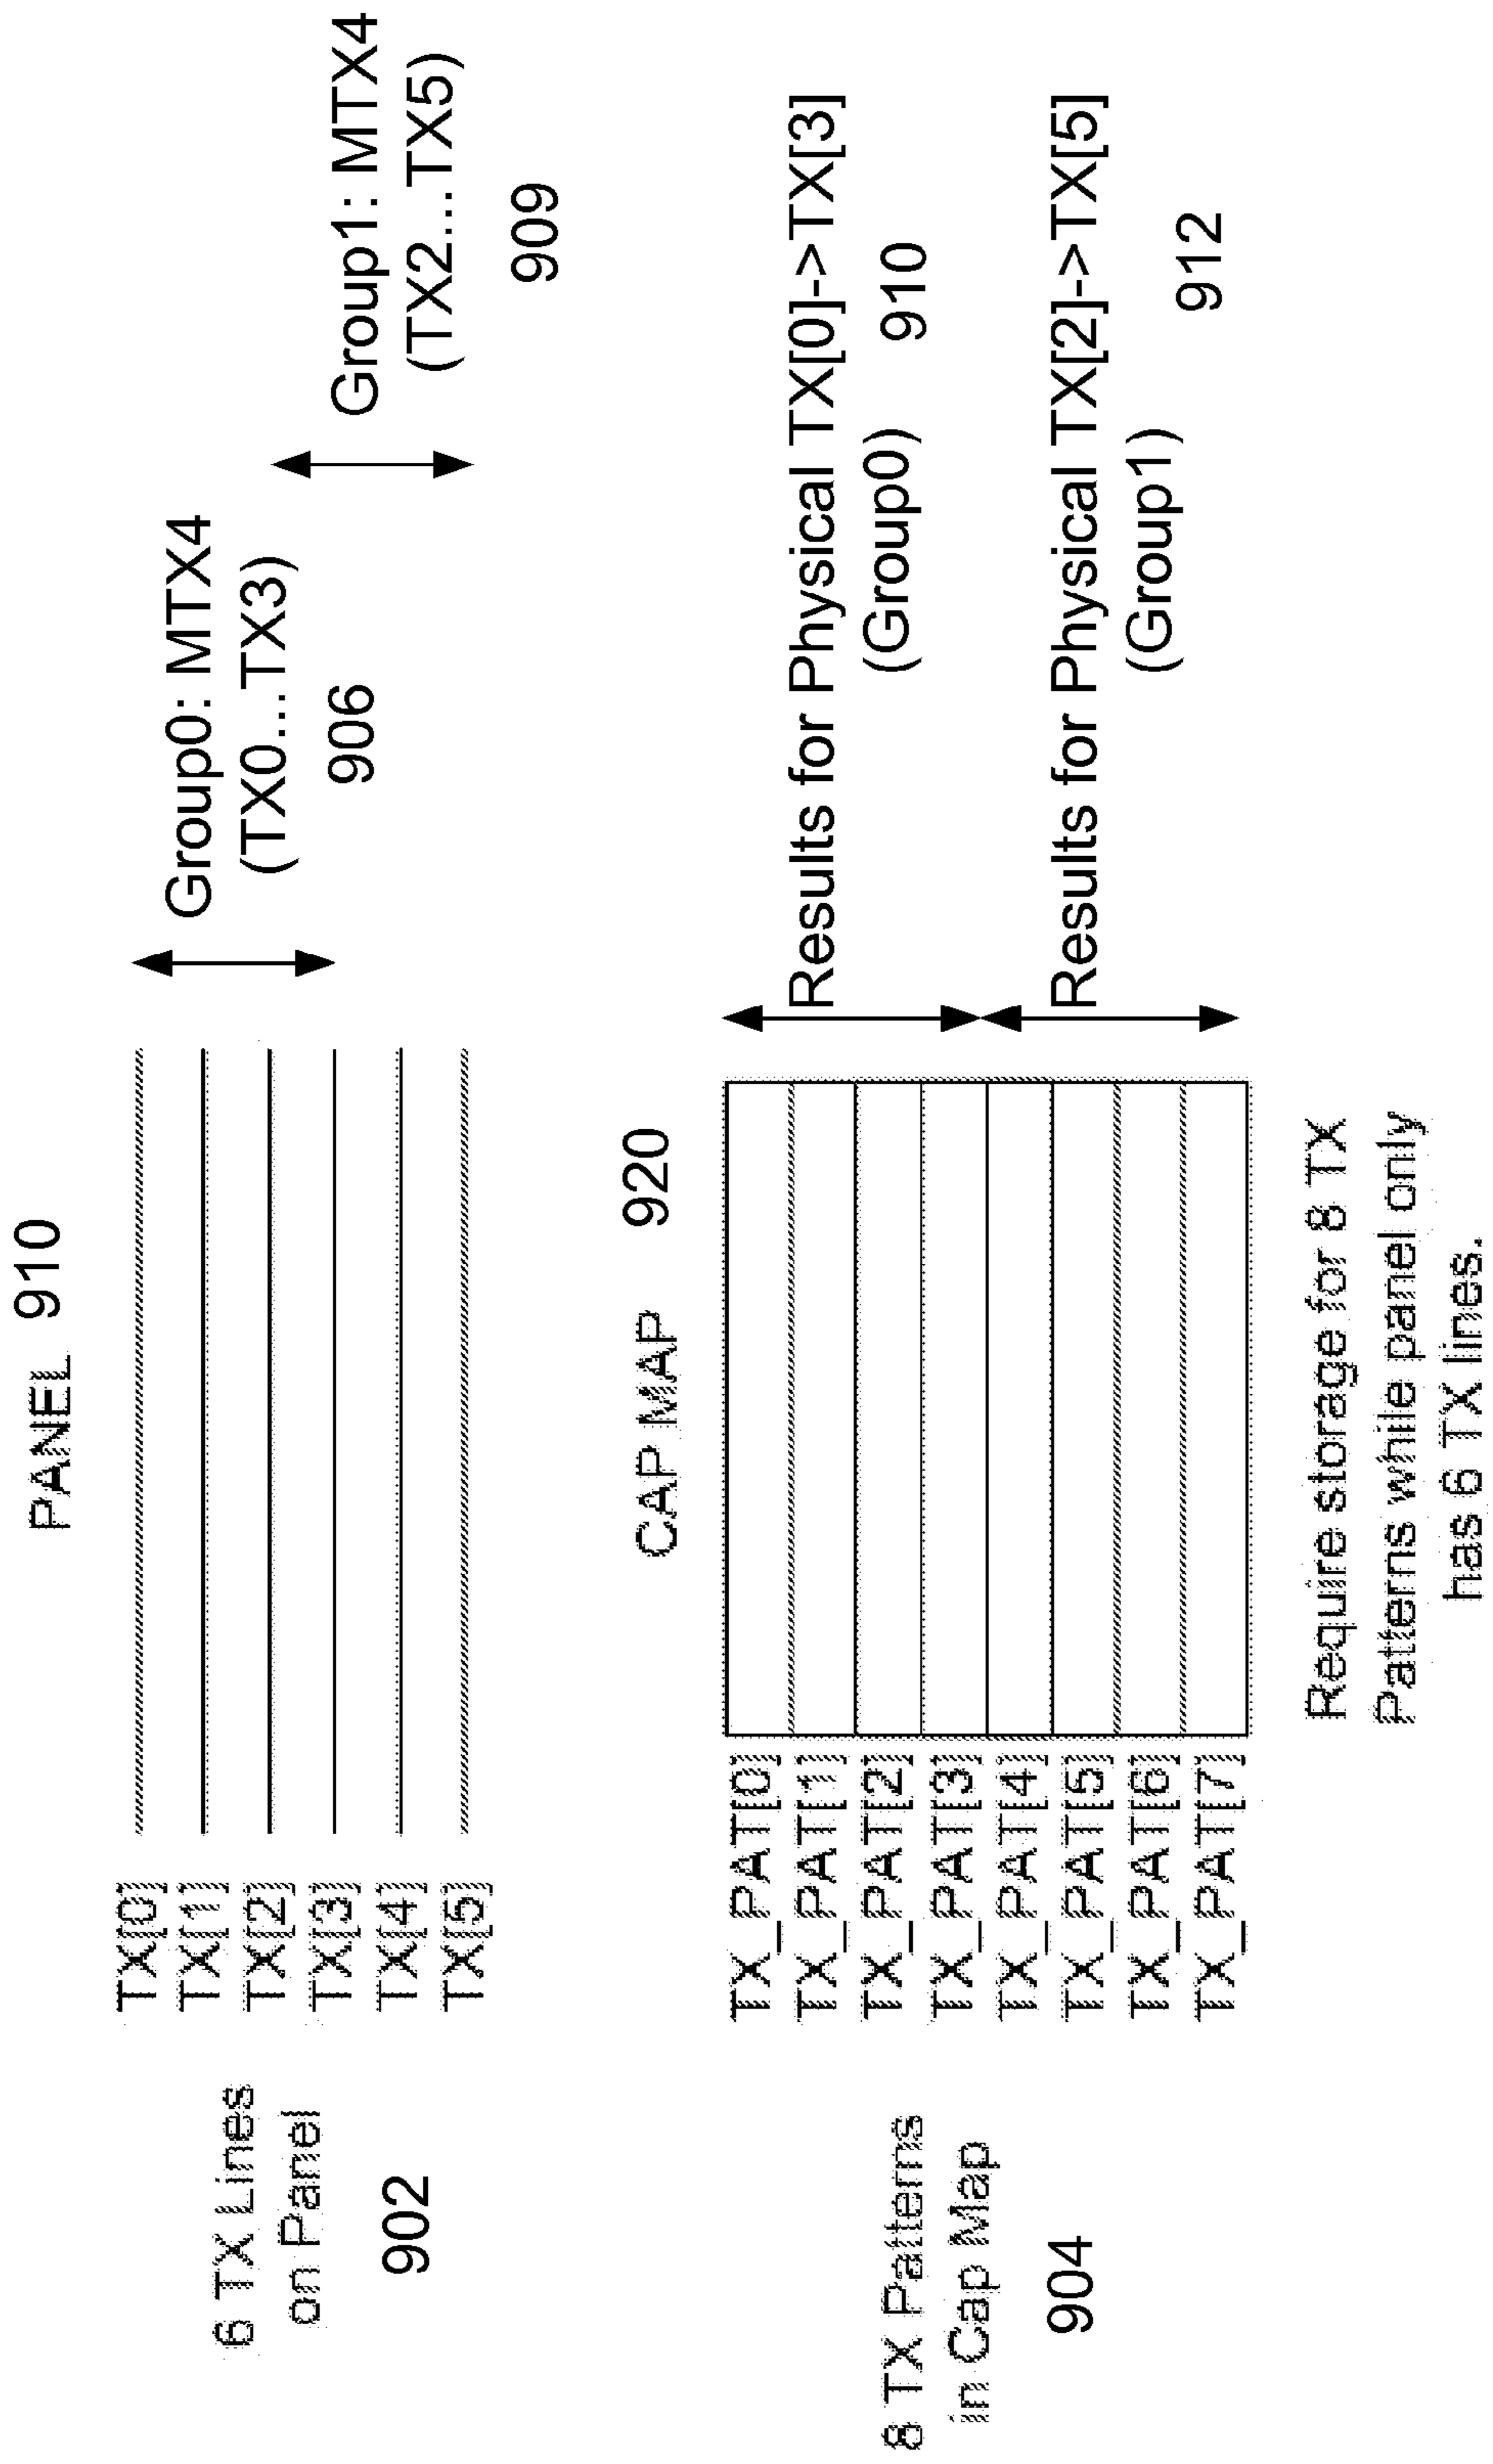 PANEL 910
6 TX Lines
on Panel
902
TX[0]
TX[1]
TX[2]
TX[3]
TX[4]
TX[5]
Group0: MTX4
(TX0...TX3)
906
Group1: MTX4
(TX2...TX5)
909
CAP MAP 920
8 TX Patterns
in Cap Map
904
TX_PAT[0]
TX_PAT[1]
TX_PAT[2]
TX_PAT[3]
TX_PAT[4]
TX_PAT[5]
TX_PAT[6]
TX_PAT[7]
Results for Physical TX[0]->TX[3]
(Group0) 910
Results for Physical TX[2]->TX[5]
(Group1) 912
Require storage for 8 TX
Patterns while panel only
has 6 TX lines.